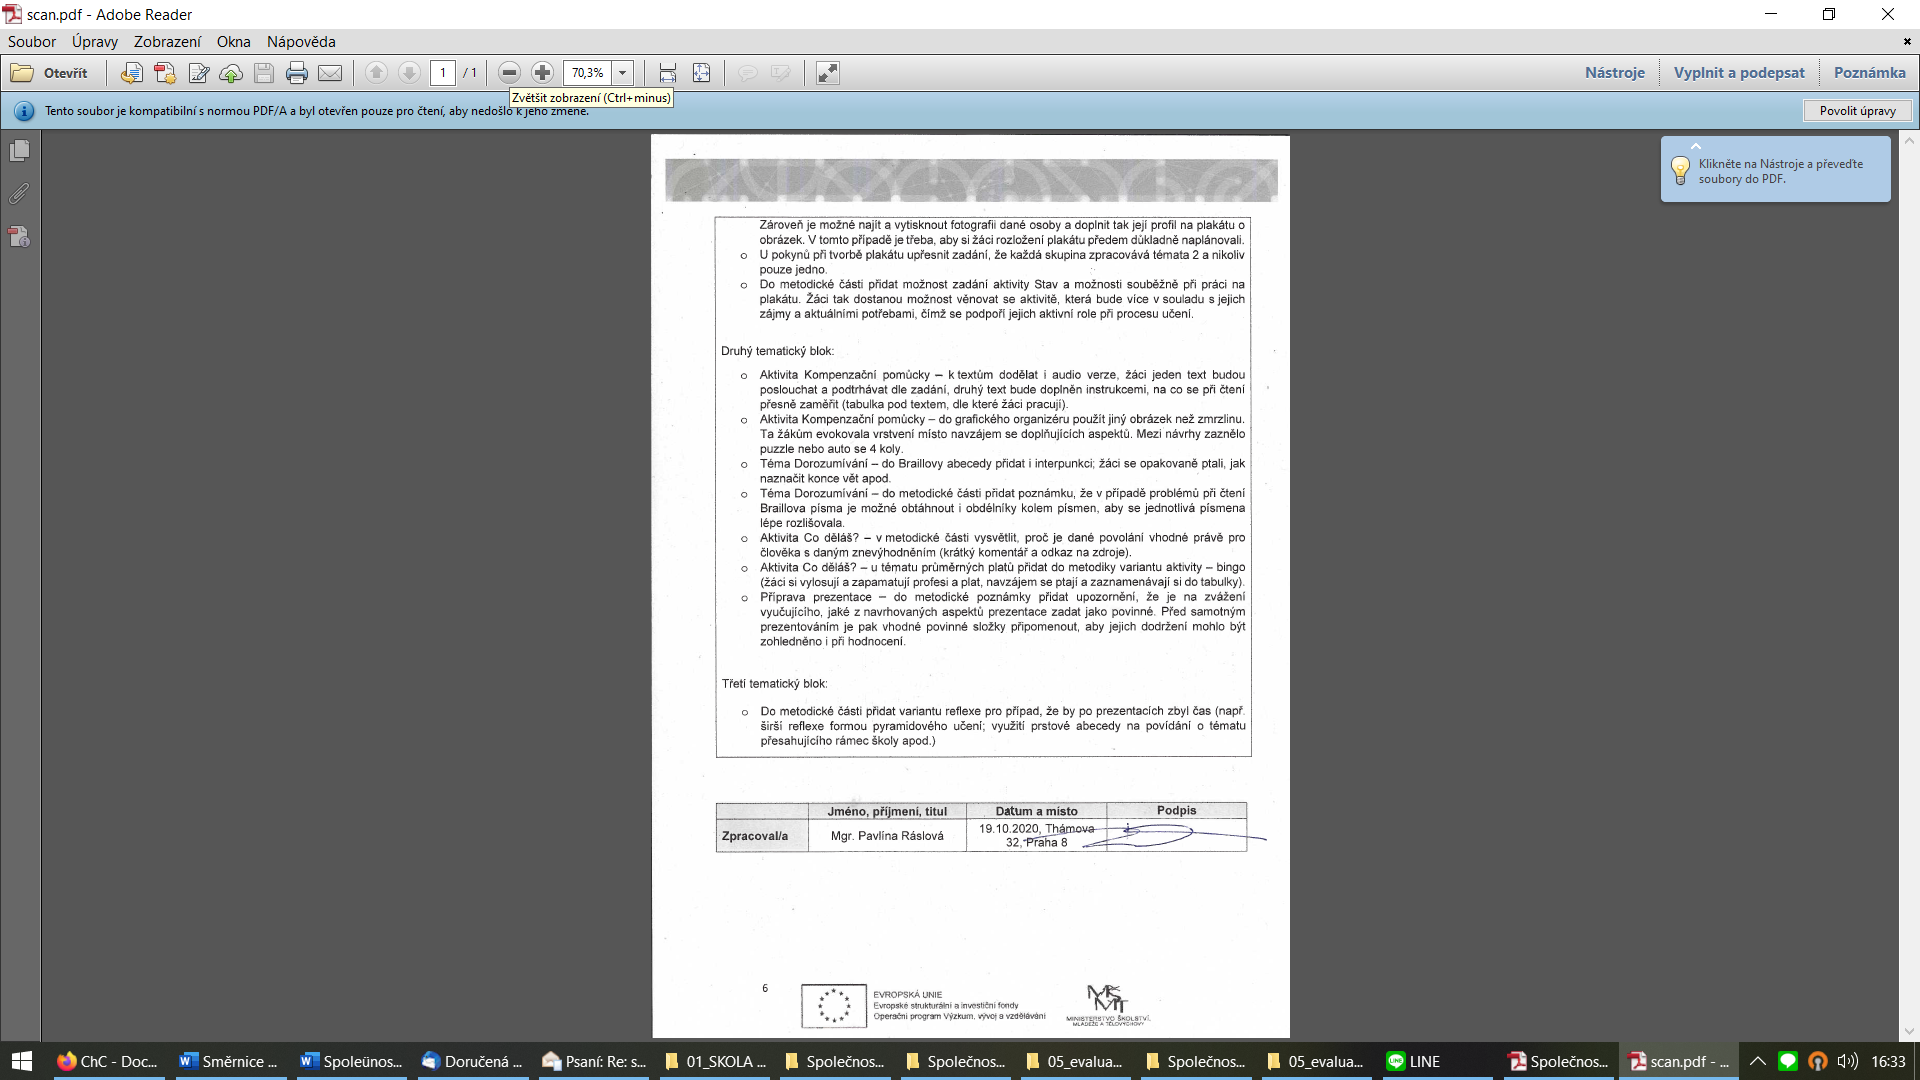 scan.pdf - Adobe Reader
Soubor Úpravy Zobrazení Okna Nápověda
Otevřít 1 / 1 70,3% Nástroje Vyplnit a podepsat Poznámka
Zvětšit zobrazení (Ctrl+minus)
Tento soubor je kompatibilní s normou PDF/A a byl otevřen pouze pro čtení, aby nedošlo k jeho změně. Povolit úpravy
Klikněte na Nástroje a převeďte
soubory do PDF.
Zároveň je možné najít a vytisknout fotografii dané osoby a doplnit tak její profil na plakátu o
obrázek. V tomto případě je třeba, aby si žáci rozložení plakátu předem důkladně naplánovali.
o U pokynů při tvorbě plakátu upřesnit zadání, že každá skupina zpracovává témata 2 a nikoliv
pouze jedno.
o Do metodické části přidat možnost zadání aktivity Stav a možnosti souběžně při práci na
plakátu. Žáci tak dostanou možnost věnovat se aktivitě, která bude více v souladu s jejich
zájmy a aktuálními potřebami, čímž se podpoří jejich aktivní role při procesu učení.
Druhý tematický blok:
o Aktivita Kompenzační pomůcky – k textům dodělat i audio verze, žáci jeden text budou
poslouchat a podtrhávat dle zadání, druhý text bude doplněn instrukcemi, na co se při čtení
přesně zaměřit (tabulka pod textem, dle které žáci pracují).
o Aktivita Kompenzační pomůcky – do grafického organizéru použít jiný obrázek než zmrzlinu.
Ta žákům evokovala vrstvení místo navzájem se doplňujících aspektů. Mezi návrhy zaznělo
puzzle nebo auto se 4 koly.
o Téma Dorozumívání – do Braillovy abecedy přidat i interpunkci; žáci se opakovaně ptali, jak
naznačit konce vět apod.
o Téma Dorozumívání – do metodické části přidat poznámku, že v případě problémů při čtení
Braillova písma je možné obtáhnout i obdélníky kolem písmen, aby se jednotlivá písmena
lépe rozlišovala.
o Aktivita Co děláš? – v metodické části vysvětlit, proč je dané povolání vhodné právě pro
člověka s daným znevýhodněním (krátký komentář a odkaz na zdroje).
o Aktivita Co děláš? – u tématu průměrných platů přidat do metodiky variantu aktivity – bingo
(žáci si vylosují a zapamatují profesi a plat, navzájem se ptají a zaznamenávají si do tabulky).
o Příprava prezentace – do metodické poznámky přidat upozornění, že je na zvážení
vyučujícího, jaké z navrhovaných aspektů prezentace zadat jako povinné. Před samotným
prezentováním je pak vhodné povinné složky připomenout, aby jejich dodržení mohlo být
zohledněno i při hodnocení.
Třetí tematický blok:
o Do metodické části přidat variantu reflexe pro případ, že by po prezentacích zbyl čas (např.
širší reflexe formou pyramidového učení; využití prstové abecedy na povídání o tématu
přesahujícího rámec školy apod.)
Jméno, příjmení, titul Datum a místo Podpis
Zpracoval/a Mgr. Pavlína Ráslová 19.10.2020, Thámova
32, Praha 8
6
EVROPSKÁ UNIE
Evropské strukturální a investiční fondy
Operační program Výzkum, vývoj a vzdělávání
MINISTERSTVO ŠKOLSTVÍ,
MLÁDEŽE A TĚLOVÝCHOVY
ChC - Doc... Směrnice ... Spoleünos... Doručená ... Psaní: Re: s... 01_SKOLA Společnos... Společnos... 05_evalua... Společnos... 05_evalua... LINE Společnos... scan.pdf - ... 16:33